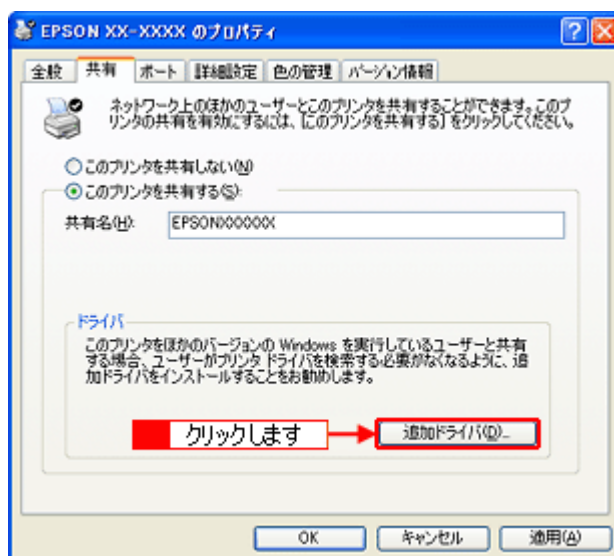 EPSON XX-XXXX のプロパティ
全般 共有 ポート 詳細設定 色の管理 バージョン情報
ネットワーク上のほかのユーザーとこのプリンタを共有することができます。このプ
リンタの共有を有効にするには、[このプリンタを共有する] をクリックしてください。
このプリンタを共有しない(N)
このプリンタを共有する(S):
共有名(H): EPSONXXXXXX
ドライバ
このプリンタをほかのバージョンの Windows を実行しているユーザーと共有
する場合、ユーザーがプリンタ ドライバを検索する必要がなくなるように、追
加ドライバをインストールすることをお勧めします。
クリックします 追加ドライバ(D)...
OK キャンセル 適用(A)